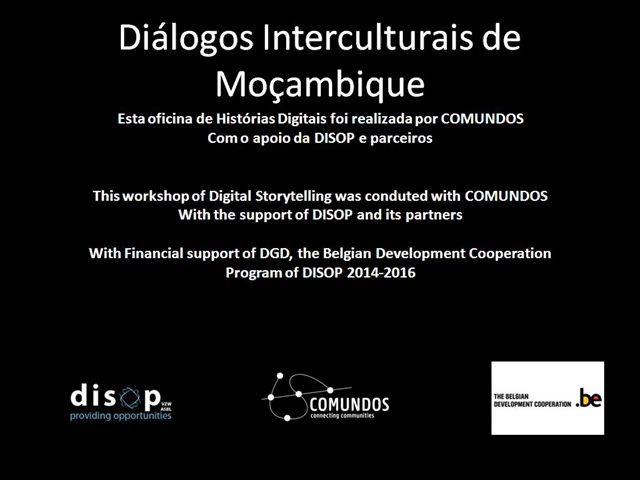 Diálogos Interculturais de
Moçambique
Esta oficina de Histórias Digitais foi realizada por COMUNDOS
Com o apoio da DISOP e parceiros
This workshop of Digital Storytelling was conduted with COMUNDOS
With the support of DISOP and its partners
With Financial support of DGD, the Belgian Development Cooperation
Program of DISOP 2014-2016
disop VZW ASBL
providing opportunities
COMUNDOS
connecting communities
THE BELGIAN
DEVELOPMENT COOPERATION .be